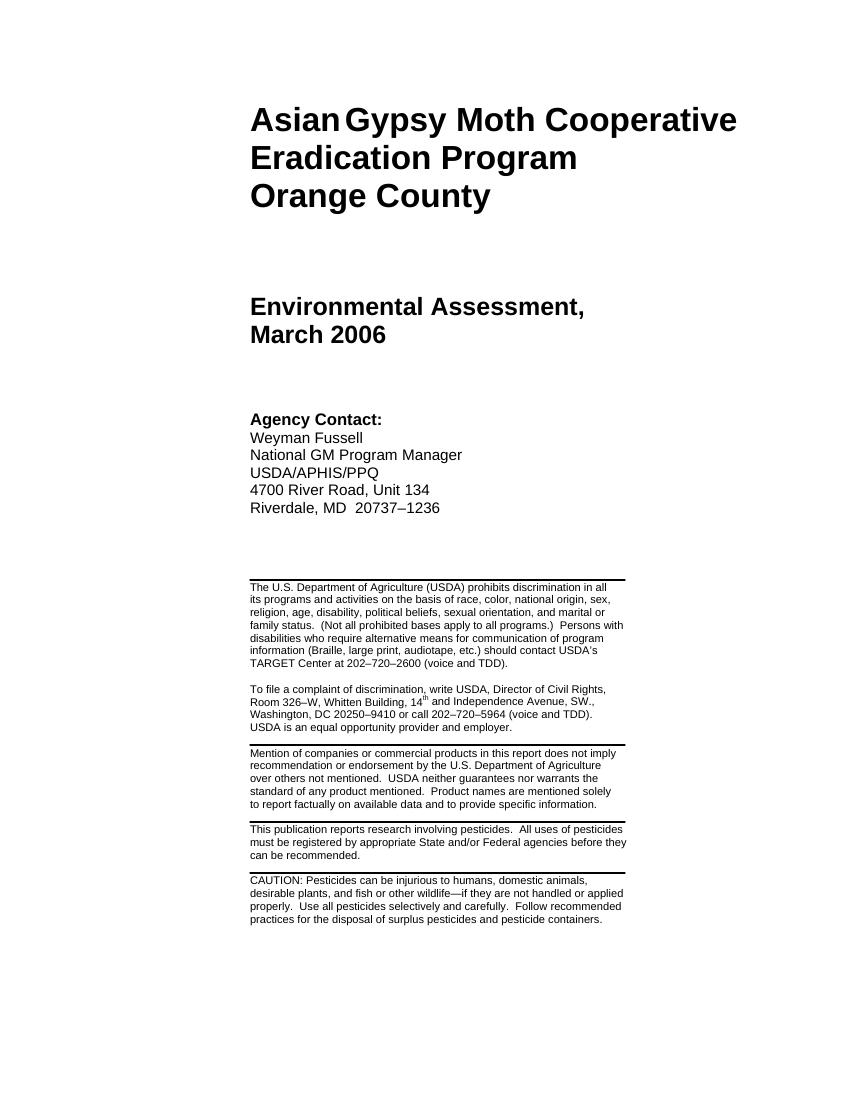 Asian Gypsy Moth Cooperative
Eradication Program
Orange County
Environmental Assessment,
March 2006
Agency Contact:
Weyman Fussell
National GM Program Manager
USDA/APHIS/PPQ
4700 River Road, Unit 134
Riverdale, MD  20737–1236
The U.S. Department of Agriculture (USDA) prohibits discrimination in all
its programs and activities on the basis of race, color, national origin, sex,
religion, age, disability, political beliefs, sexual orientation, and marital or
family status.  (Not all prohibited bases apply to all programs.)  Persons with
disabilities who require alternative means for communication of program
information (Braille, large print, audiotape, etc.) should contact USDA's
TARGET Center at 202–720–2600 (voice and TDD).
To file a complaint of discrimination, write USDA, Director of Civil Rights,
Room 326–W, Whitten Building, 14th and Independence Avenue, SW.,
Washington, DC 20250–9410 or call 202–720–5964 (voice and TDD).
USDA is an equal opportunity provider and employer.
Mention of companies or commercial products in this report does not imply
recommendation or endorsement by the U.S. Department of Agriculture
over others not mentioned.  USDA neither guarantees nor warrants the
standard of any product mentioned.  Product names are mentioned solely
to report factually on available data and to provide specific information.
This publication reports research involving pesticides.  All uses of pesticides
must be registered by appropriate State and/or Federal agencies before they
can be recommended.
CAUTION: Pesticides can be injurious to humans, domestic animals,
desirable plants, and fish or other wildlife—if they are not handled or applied
properly.  Use all pesticides selectively and carefully.  Follow recommended
practices for the disposal of surplus pesticides and pesticide containers.